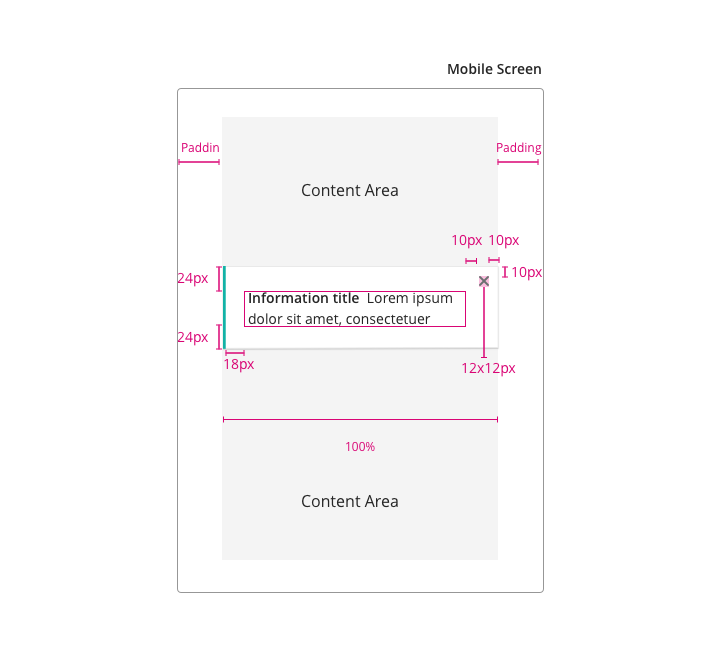 Mobile Screen
Paddin
Padding
Content Area
10px 10px
10px
24px
Information title Lorem ipsum
dolor sit amet, consectetuer
24px
18px
12x12px
100%
Content Area